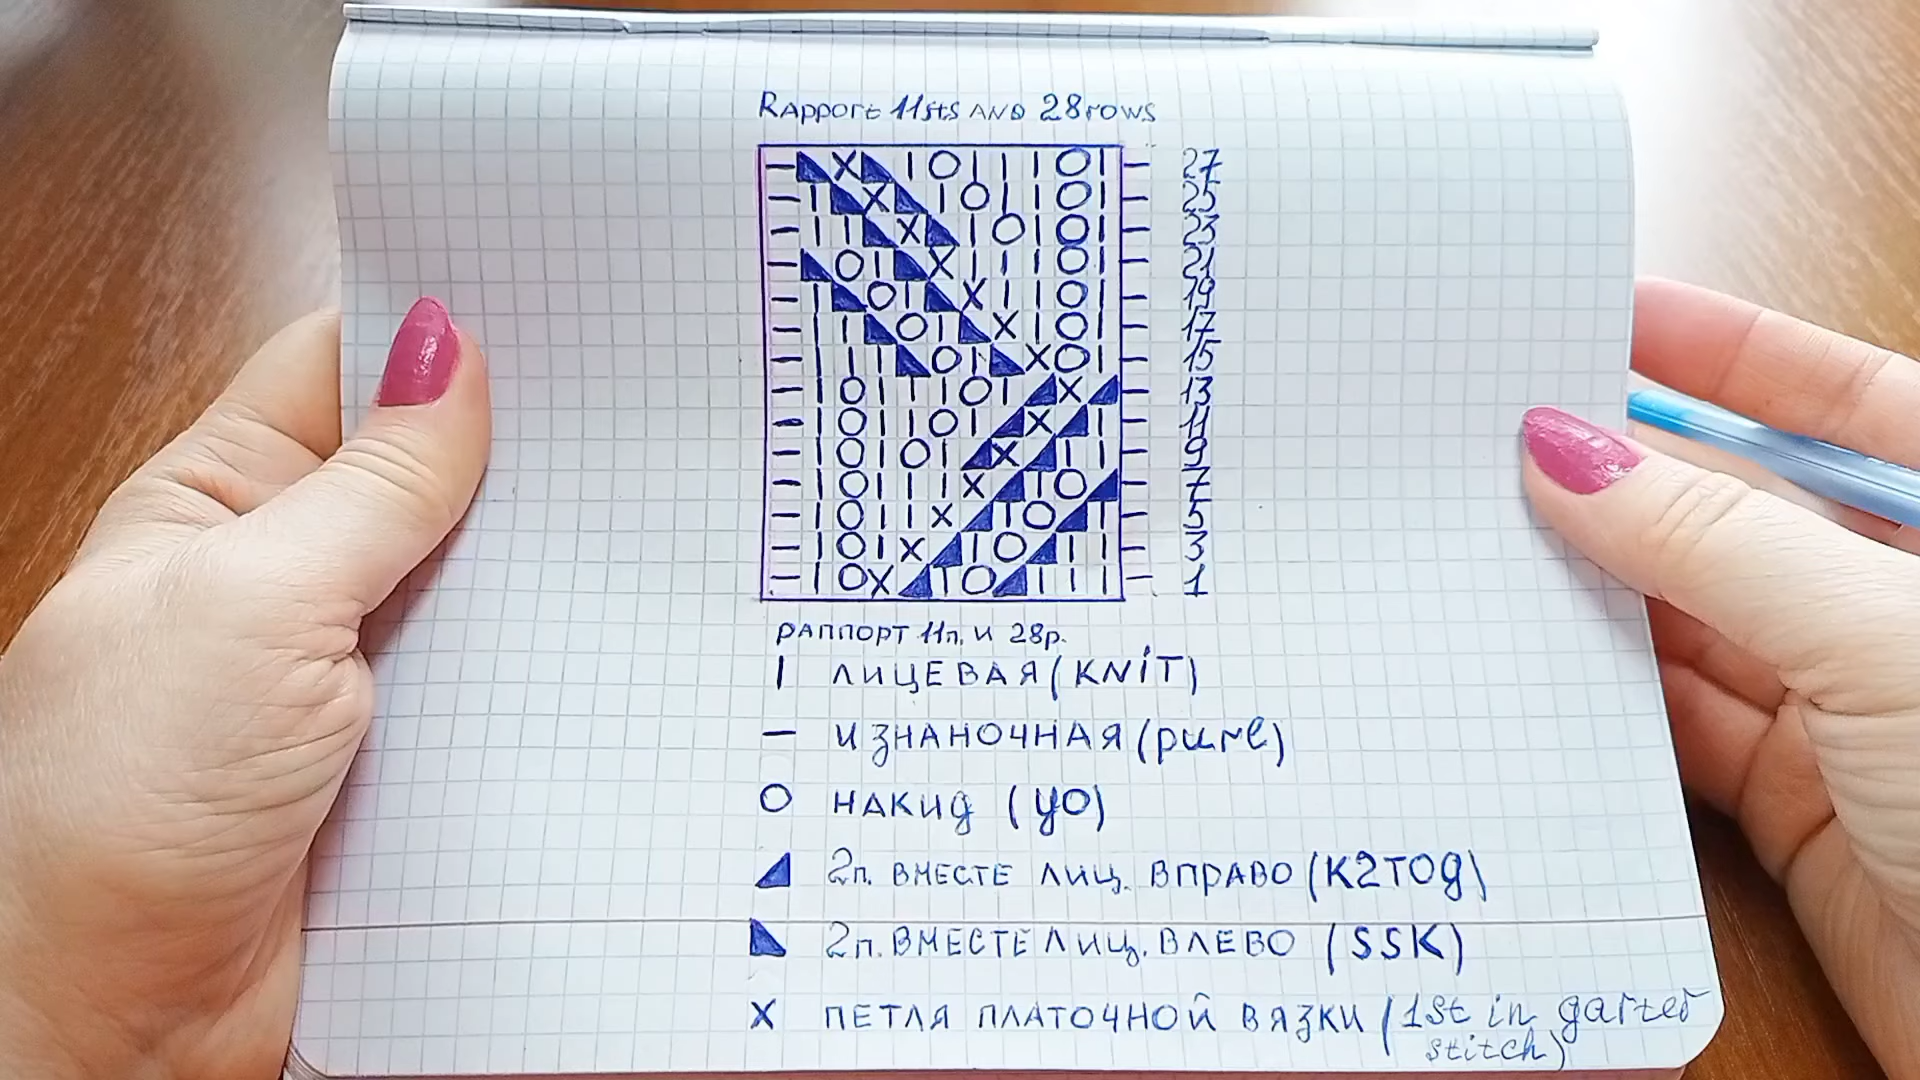 Rapport 11sts and 28 rows
27
25
23
21
19
17
15
13
11
9
7
5
3
1
раппорт 11п. и 28р.
| лицевая (knit)
– изнаночная (purl)
O накид (yo)
◢ 2п. вместе лиц. вправо (K2TOg)
◣ 2п. вместе лиц. влево (SSK)
X петля платочной вязки (1st in garter
stitch)